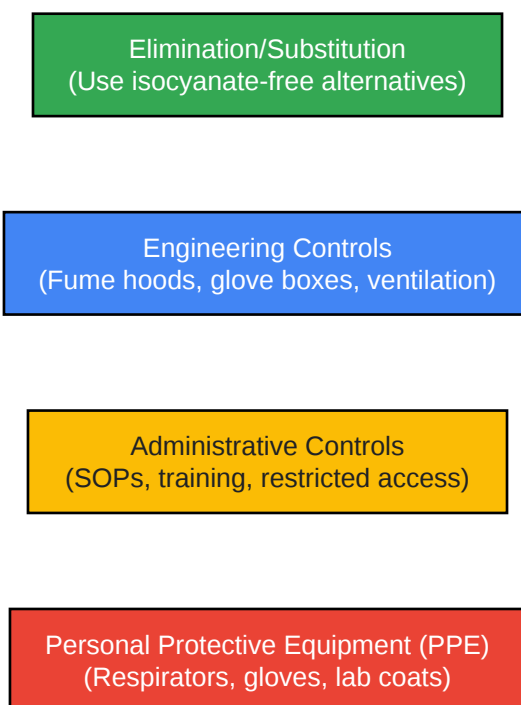 Elimination/Substitution
(Use isocyanate-free alternatives)
Engineering Controls
(Fume hoods, glove boxes, ventilation)
Administrative Controls
(SOPs, training, restricted access)
Personal Protective Equipment (PPE)
(Respirators, gloves, lab coats)